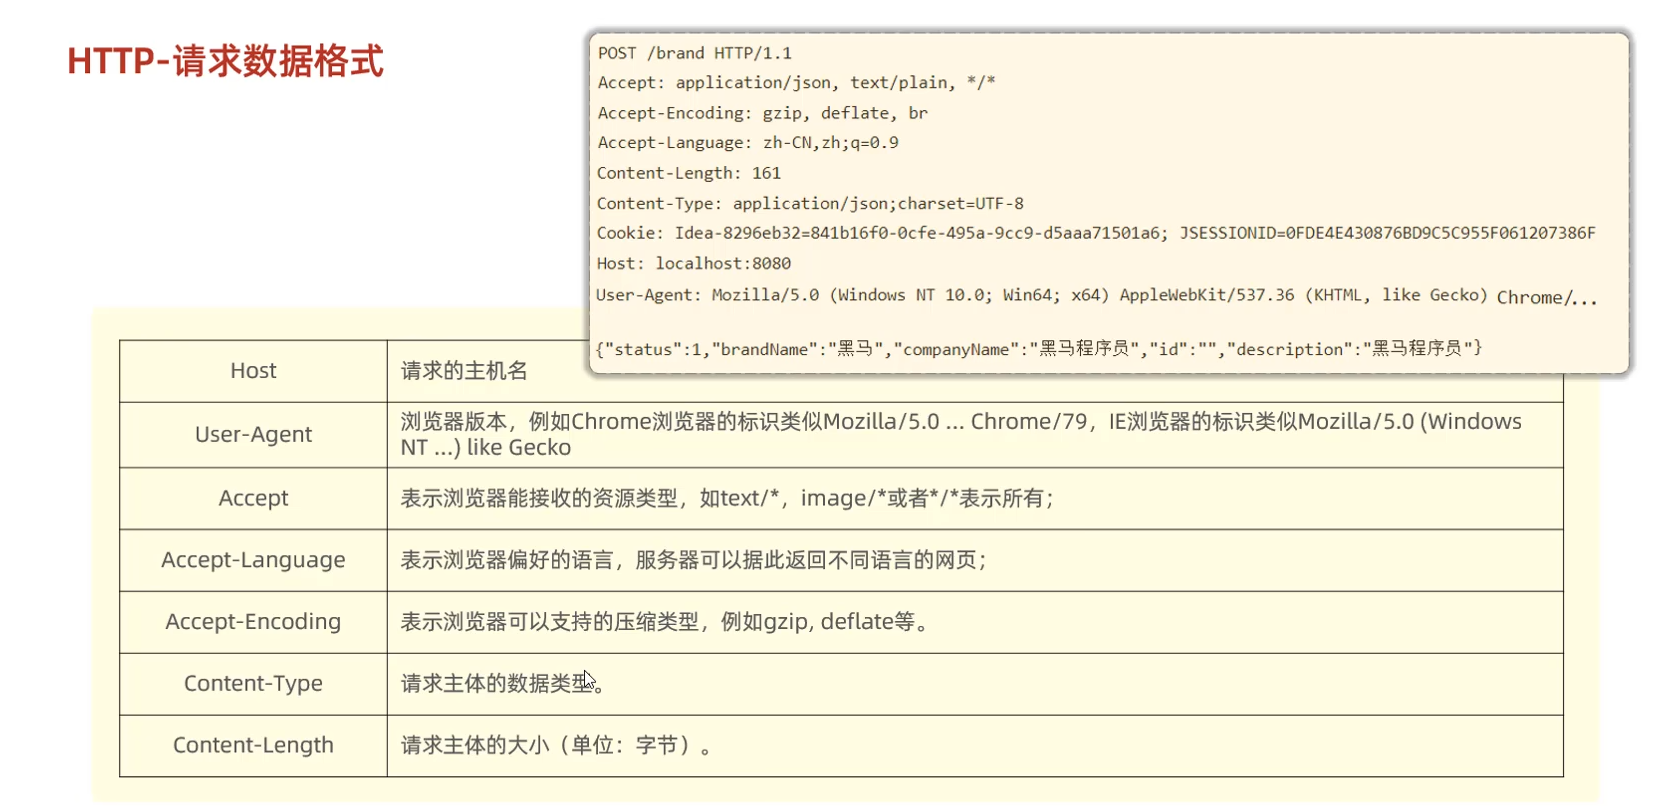 HTTP-请求数据格式
POST /brand HTTP/1.1
Accept: application/json, text/plain, */*
Accept-Encoding: gzip, deflate, br
Accept-Language: zh-CN,zh;q=0.9
Content-Length: 161
Content-Type: application/json;charset=UTF-8
Cookie: Idea-8296eb32=841b16f0-0cfe-495a-9cc9-d5aaa71501a6; JSESSIONID=0FDE4E430876BD9C5C955F061207386F
Host: localhost:8080
User-Agent: Mozilla/5.0 (Windows NT 10.0; Win64; x64) AppleWebKit/537.36 (KHTML, like Gecko) Chrome/...
{"status":1,"brandName":"黑马","companyName":"黑马程序员","id":"","description":"黑马程序员"}
Host 请求的主机名
User-Agent 浏览器版本，例如Chrome浏览器的标识类似Mozilla/5.0 ... Chrome/79，IE浏览器的标识类似Mozilla/5.0 (Windows
NT ...) like Gecko
Accept 表示浏览器能接收的资源类型，如text/*，image/*或者*/*表示所有；
Accept-Language 表示浏览器偏好的语言，服务器可以据此返回不同语言的网页；
Accept-Encoding 表示浏览器可以支持的压缩类型，例如gzip, deflate等。
Content-Type 请求主体的数据类型。
Content-Length 请求主体的大小（单位：字节）。